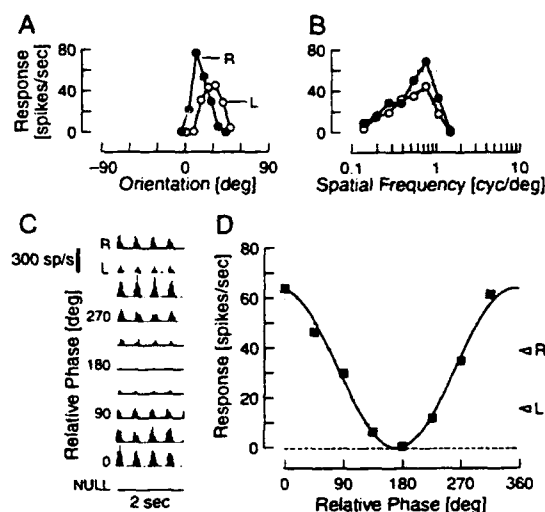 A
Response
[spikes/sec]
80
40
0
R
L
-90
0
90
Orientation [deg]
B
80
40
0
0.1
1
10
Spatial Frequency [cyc/deg]
C
300 sp/s
R
L
270
180
90
0
NULL
Relative Phase [deg]
2 sec
D
Response [spikes/sec]
80
60
40
20
0
R
L
0
90
180
270
360
Relative Phase [deg]